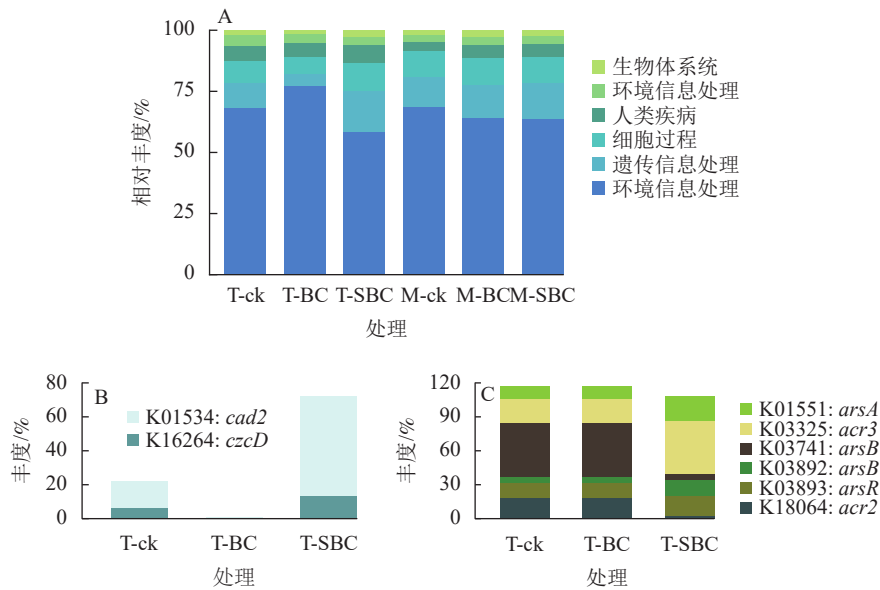 A
相对丰度/%
100
75
50
25
0
T-ck T-BC T-SBC M-ck M-BC M-SBC
处理
生物体系统
环境信息处理
人类疾病
细胞过程
遗传信息处理
环境信息处理
B
丰度/%
80
60
40
20
0
K01534: cad2
K16264: czcD
T-ck T-BC T-SBC
处理
C
丰度/%
120
90
60
30
0
T-ck T-BC T-SBC
处理
K01551: arsA
K03325: acr3
K03741: arsB
K03892: arsB
K03893: arsR
K18064: acr2